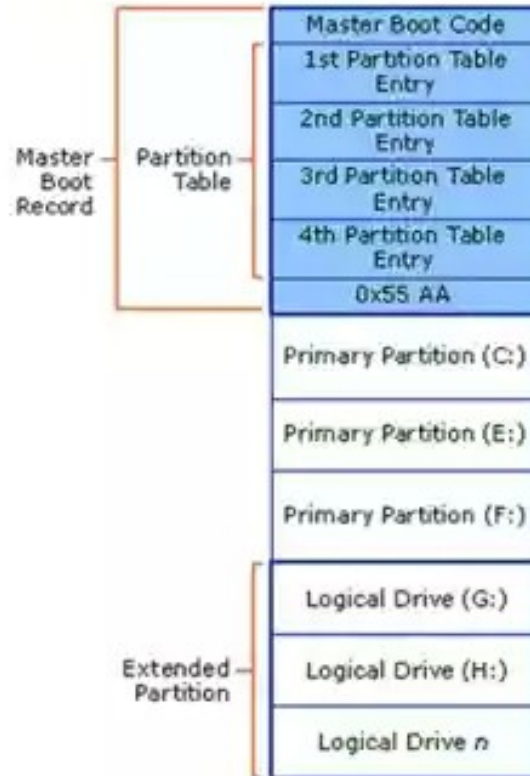 Master Boot Code
1st Partition Table
Entry
2nd Partition Table
Entry
3rd Partition Table
Entry
4th Partition Table
Entry
0x55 AA
Master
Boot
Record
Partition
Table
Primary Partition (C:)
Primary Partition (E:)
Primary Partition (F:)
Logical Drive (G:)
Logical Drive (H:)
Logical Drive n
Extended
Partition